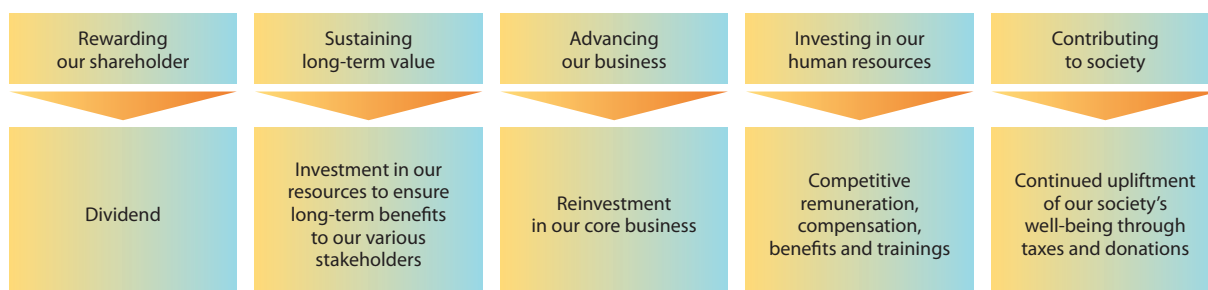 Rewarding
our shareholder
Sustaining
long-term value
Advancing
our business
Investing in our
human resources
Contributing
to society
Dividend
Investment in our
resources to ensure
long-term benefits
to our various
stakeholders
Reinvestment
in our core business
Competitive
remuneration,
compensation,
benefits and trainings
Continued upliftment
of our society’s
well-being through
taxes and donations